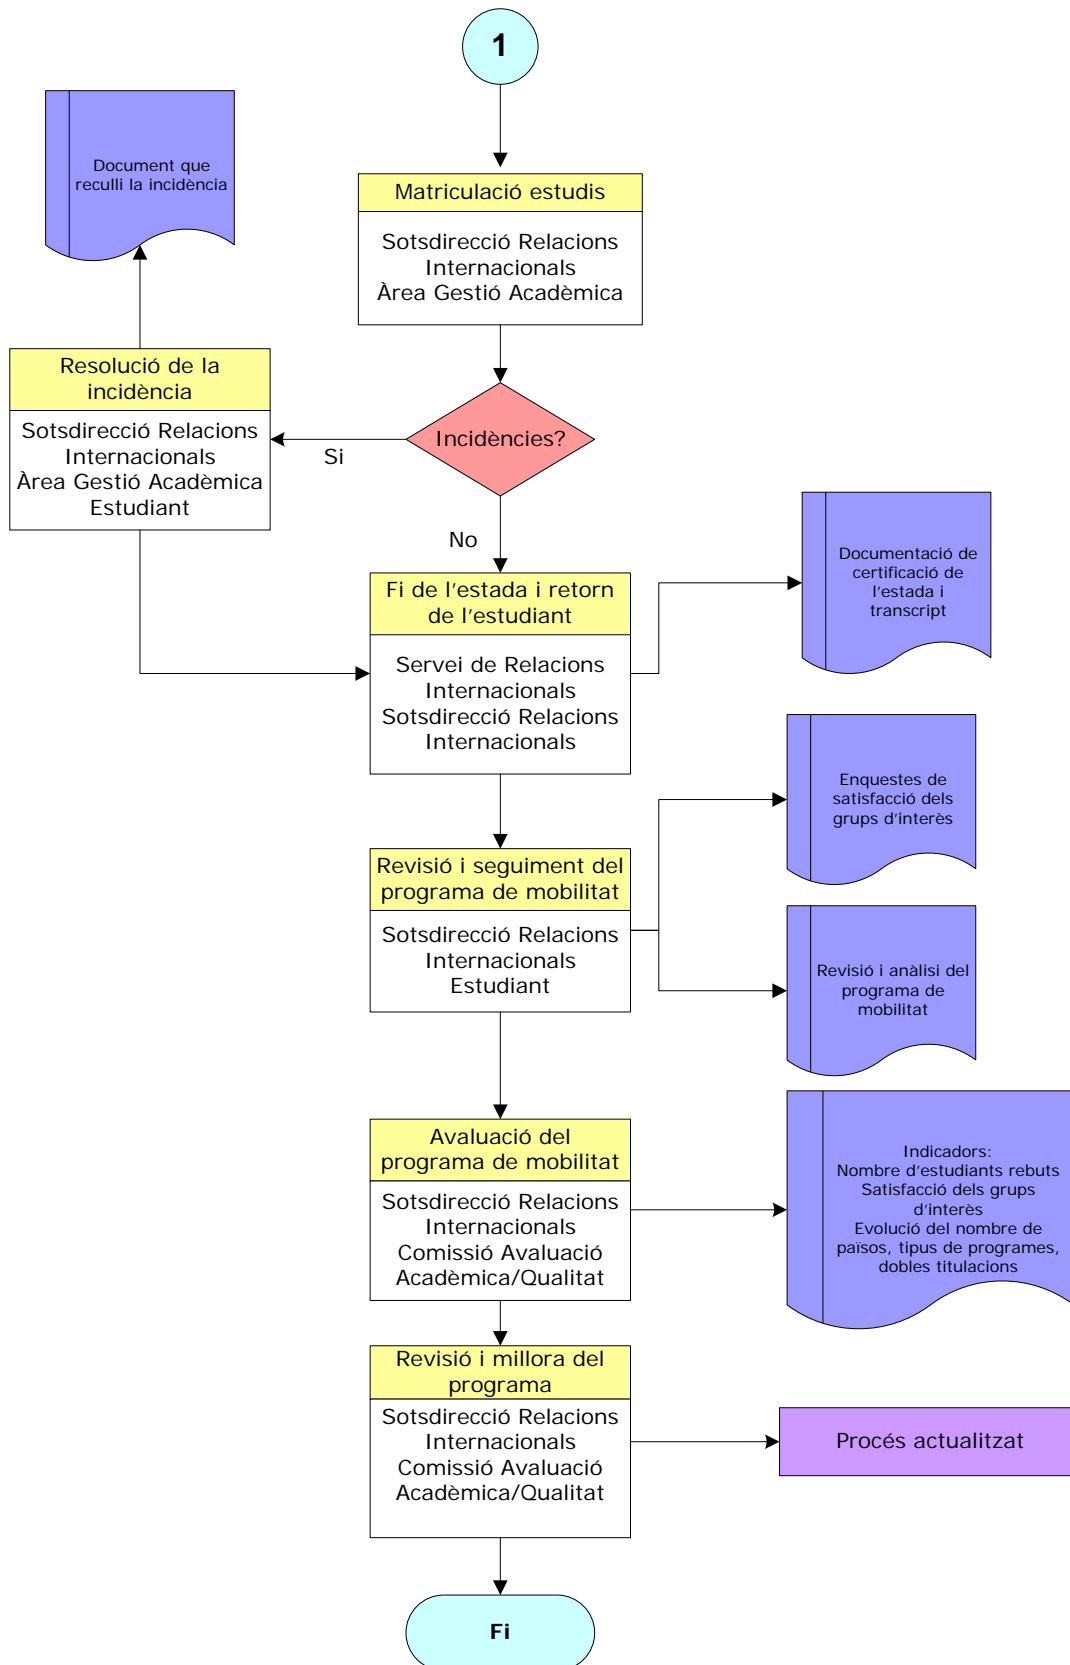 1
Document que
reculli la incidència
Matriculació estudis
Sotsdirecció Relacions
Internacionals
Àrea Gestió Acadèmica
Resolució de la
incidència
Sotsdirecció Relacions
Internacionals
Àrea Gestió Acadèmica
Estudiant
Incidències?
Si
No
Fi de l'estada i retorn
de l'estudiant
Servei de Relacions
Internacionals
Sotsdirecció Relacions
Internacionals
Documentació de
certificació de
l'estada i
transcript
Enquestes de
satisfacció dels
grups d'interès
Revisió i seguiment del
programa de mobilitat
Sotsdirecció Relacions
Internacionals
Estudiant
Revisió i anàlisi del
programa de
mobilitat
Avaluació del
programa de mobilitat
Sotsdirecció Relacions
Internacionals
Comissió Avaluació
Acadèmica/Qualitat
Indicadors:
Nombre d'estudiants rebuts
Satisfacció dels grups
d'interès
Evolució del nombre de
països, tipus de programes,
dobles titulacions
Revisió i millora del
programa
Sotsdirecció Relacions
Internacionals
Comissió Avaluació
Acadèmica/Qualitat
Procés actualitzat
Fi